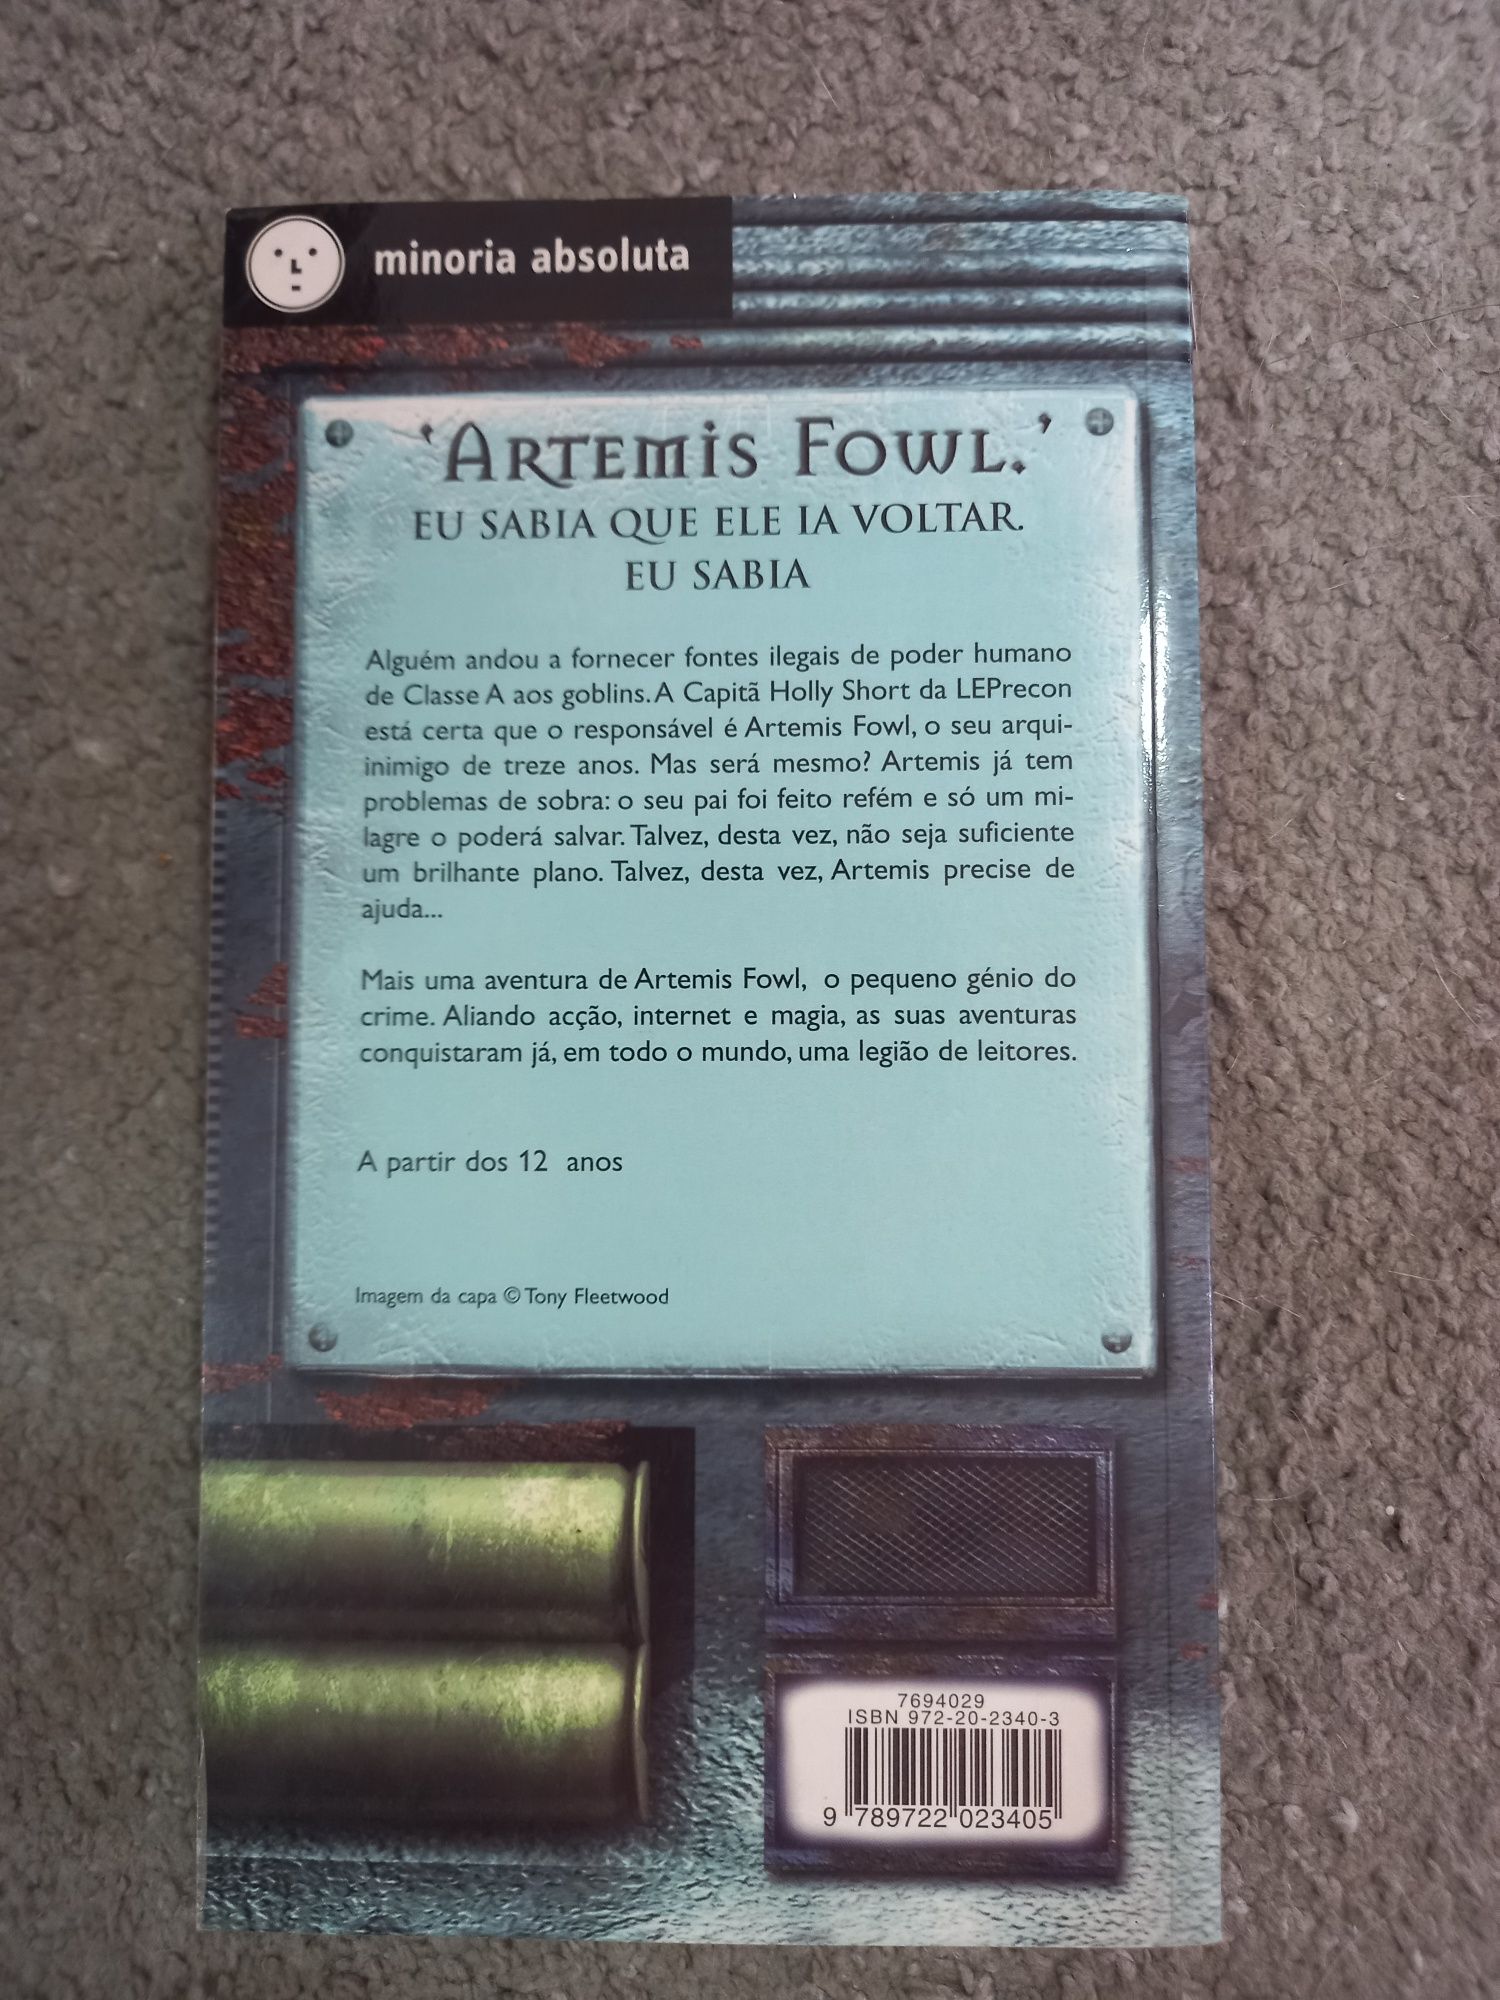 minoria absoluta
'ARTEMIS FOWL.'
EU SABIA QUE ELE IA VOLTAR.
EU SABIA
Alguém andou a fornecer fontes ilegais de poder humano
de Classe A aos goblins. A Capitã Holly Short da LEPrecon
está certa que o responsável é Artemis Fowl, o seu arqui-
inimigo de treze anos. Mas será mesmo? Artemis já tem
problemas de sobra: o seu pai foi feito refém e só um mi-
lagre o poderá salvar. Talvez, desta vez, não seja suficiente
um brilhante plano. Talvez, desta vez, Artemis precise de
ajuda...
Mais uma aventura de Artemis Fowl, o pequeno génio do
crime. Aliando acção, internet e magia, as suas aventuras
conquistaram já, em todo o mundo, uma legião de leitores.
A partir dos 12 anos
Imagem da capa © Tony Fleetwood
7694029
ISBN 972-20-2340-3
9 789722 023405